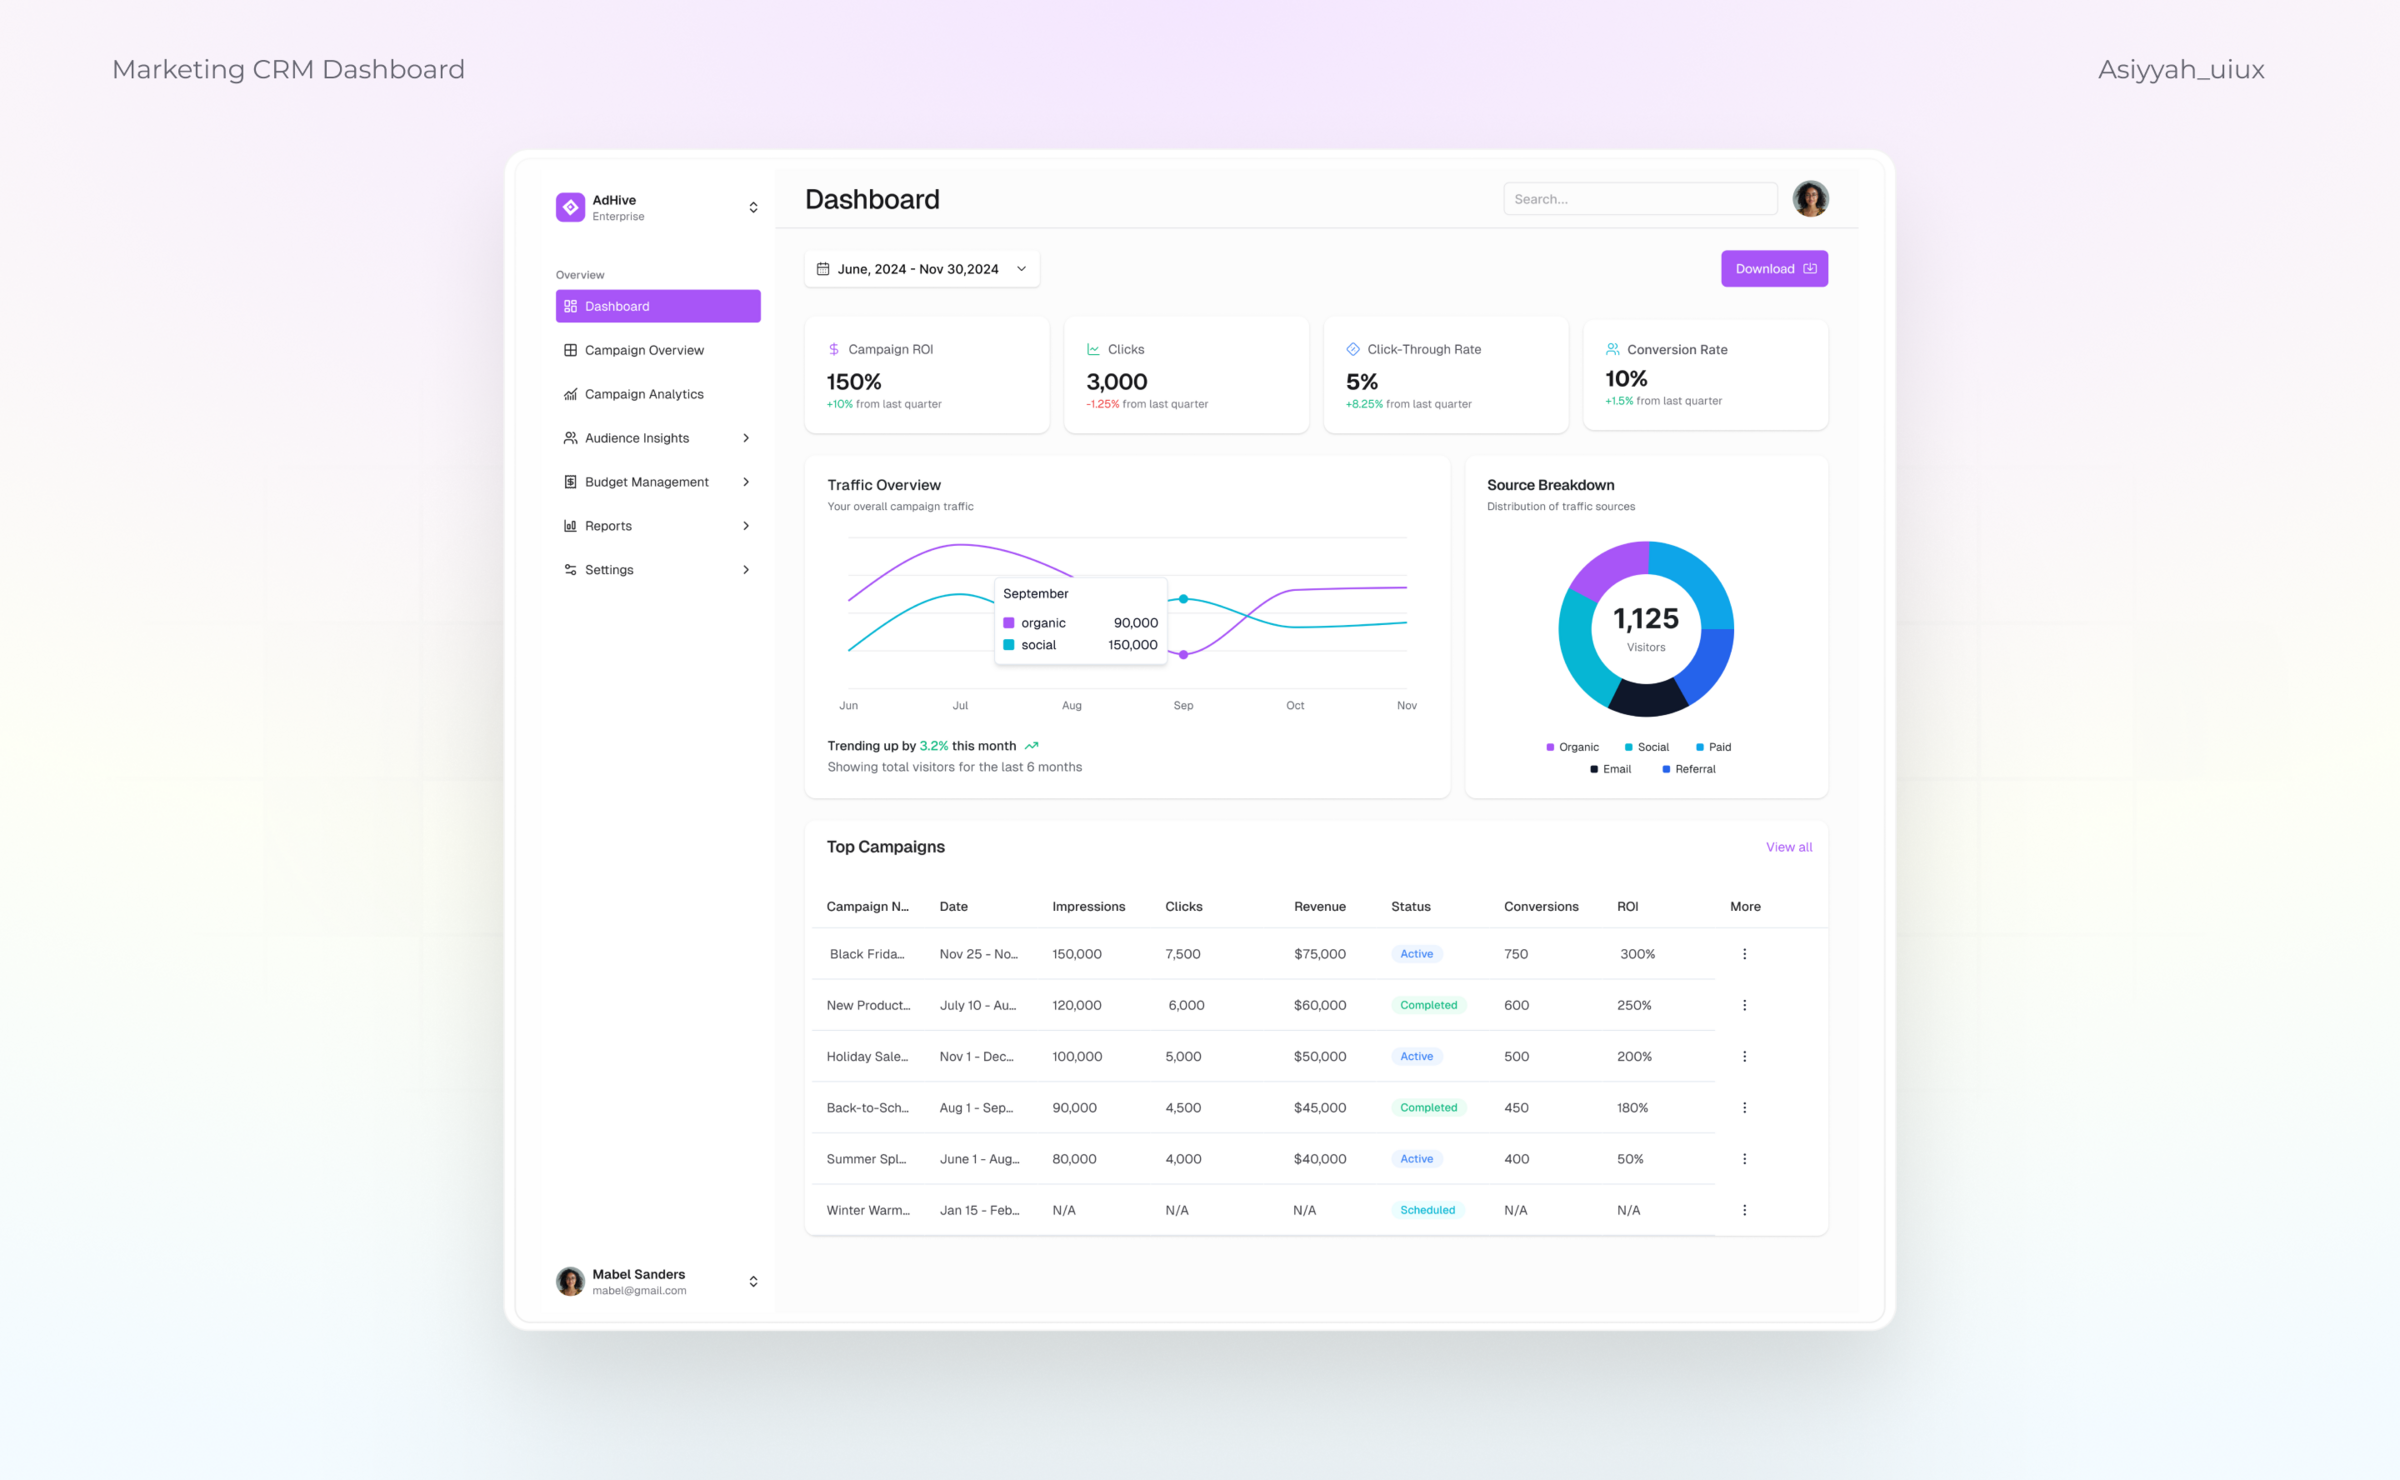 Marketing CRM Dashboard
Asiyyah_uiux
AdHive
Enterprise
Overview
Dashboard
Campaign Overview
Campaign Analytics
Audience Insights
Budget Management
Reports
Settings
Mabel Sanders
mabel@gmail.com
Dashboard
Search...
June, 2024 - Nov 30,2024
Download
Campaign ROI
150%
+10% from last quarter
Clicks
3,000
-1.25% from last quarter
Click-Through Rate
5%
+8.25% from last quarter
Conversion Rate
10%
+1.5% from last quarter
Traffic Overview
Your overall campaign traffic
September
organic 90,000
social 150,000
Jun Jul Aug Sep Oct Nov
Trending up by 3.2% this month
Showing total visitors for the last 6 months
Source Breakdown
Distribution of traffic sources
1,125
Visitors
Organic Social Paid
Email Referral
Top Campaigns
View all
Campaign N... Date Impressions Clicks Revenue Status Conversions ROI More
Black Frida... Nov 25 - No... 150,000 7,500 $75,000 Active 750 300%
New Product... July 10 - Au... 120,000 6,000 $60,000 Completed 600 250%
Holiday Sale... Nov 1 - Dec... 100,000 5,000 $50,000 Active 500 200%
Back-to-Sch... Aug 1 - Sep... 90,000 4,500 $45,000 Completed 450 180%
Summer Spl... June 1 - Aug... 80,000 4,000 $40,000 Active 400 50%
Winter Warm... Jan 15 - Feb... N/A N/A N/A Scheduled N/A N/A